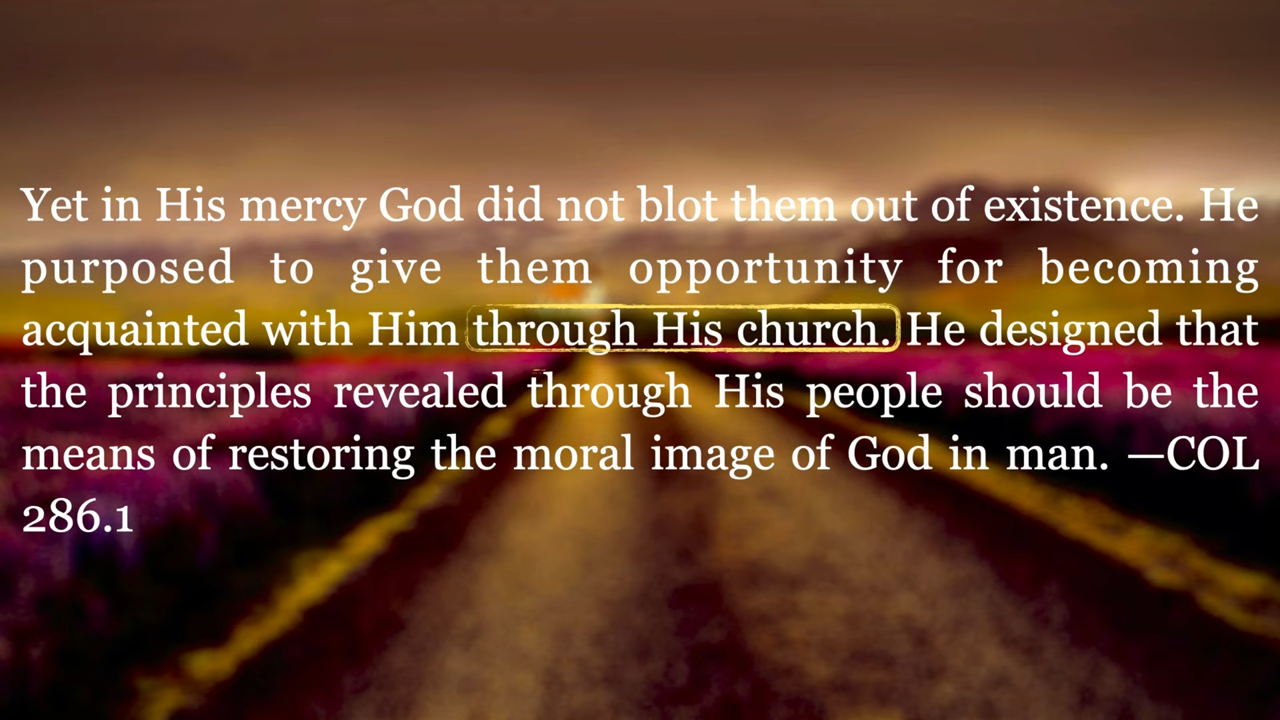 Yet in His mercy God did not blot them out of existence. He
purposed to give them opportunity for becoming
acquainted with Him through His church. He designed that
the principles revealed through His people should be the
means of restoring the moral image of God in man. —COL
286.1